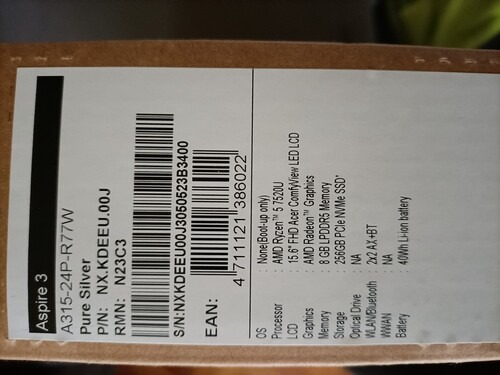 Aspire 3
A315-24P-R77W
Pure Silver
P/N: NX.KDEEU.00J
RMN: N23C3
S/N:NXKDEEU00J3050523B3400
EAN:
4 711121 386022
OS : None(Boot-up only)
Processor : AMD Ryzen™ 5 7520U
LCD : 15.6" FHD Acer ComfyView LED LCD
Graphics : AMD Radeon™ Graphics
Memory : 8 GB LPDDR5 Memory
Storage : 256GB PCIe NVMe SSD*
Optical Drive : NA
WLAN/Bluetooth : 2x2 AX+BT
WWAN : NA
Battery : 40Wh Li-ion battery